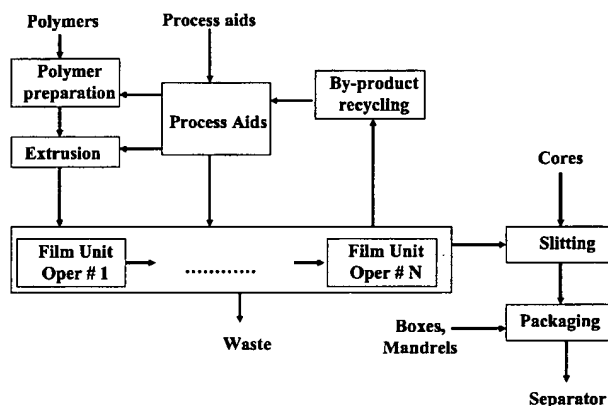 Polymers
Process aids
Polymer
preparation
Process Aids
By-product
recycling
Extrusion
Cores
Film Unit
Oper # 1
.............
Film Unit
Oper # N
Slitting
Waste
Boxes,
Mandrels
Packaging
Separator